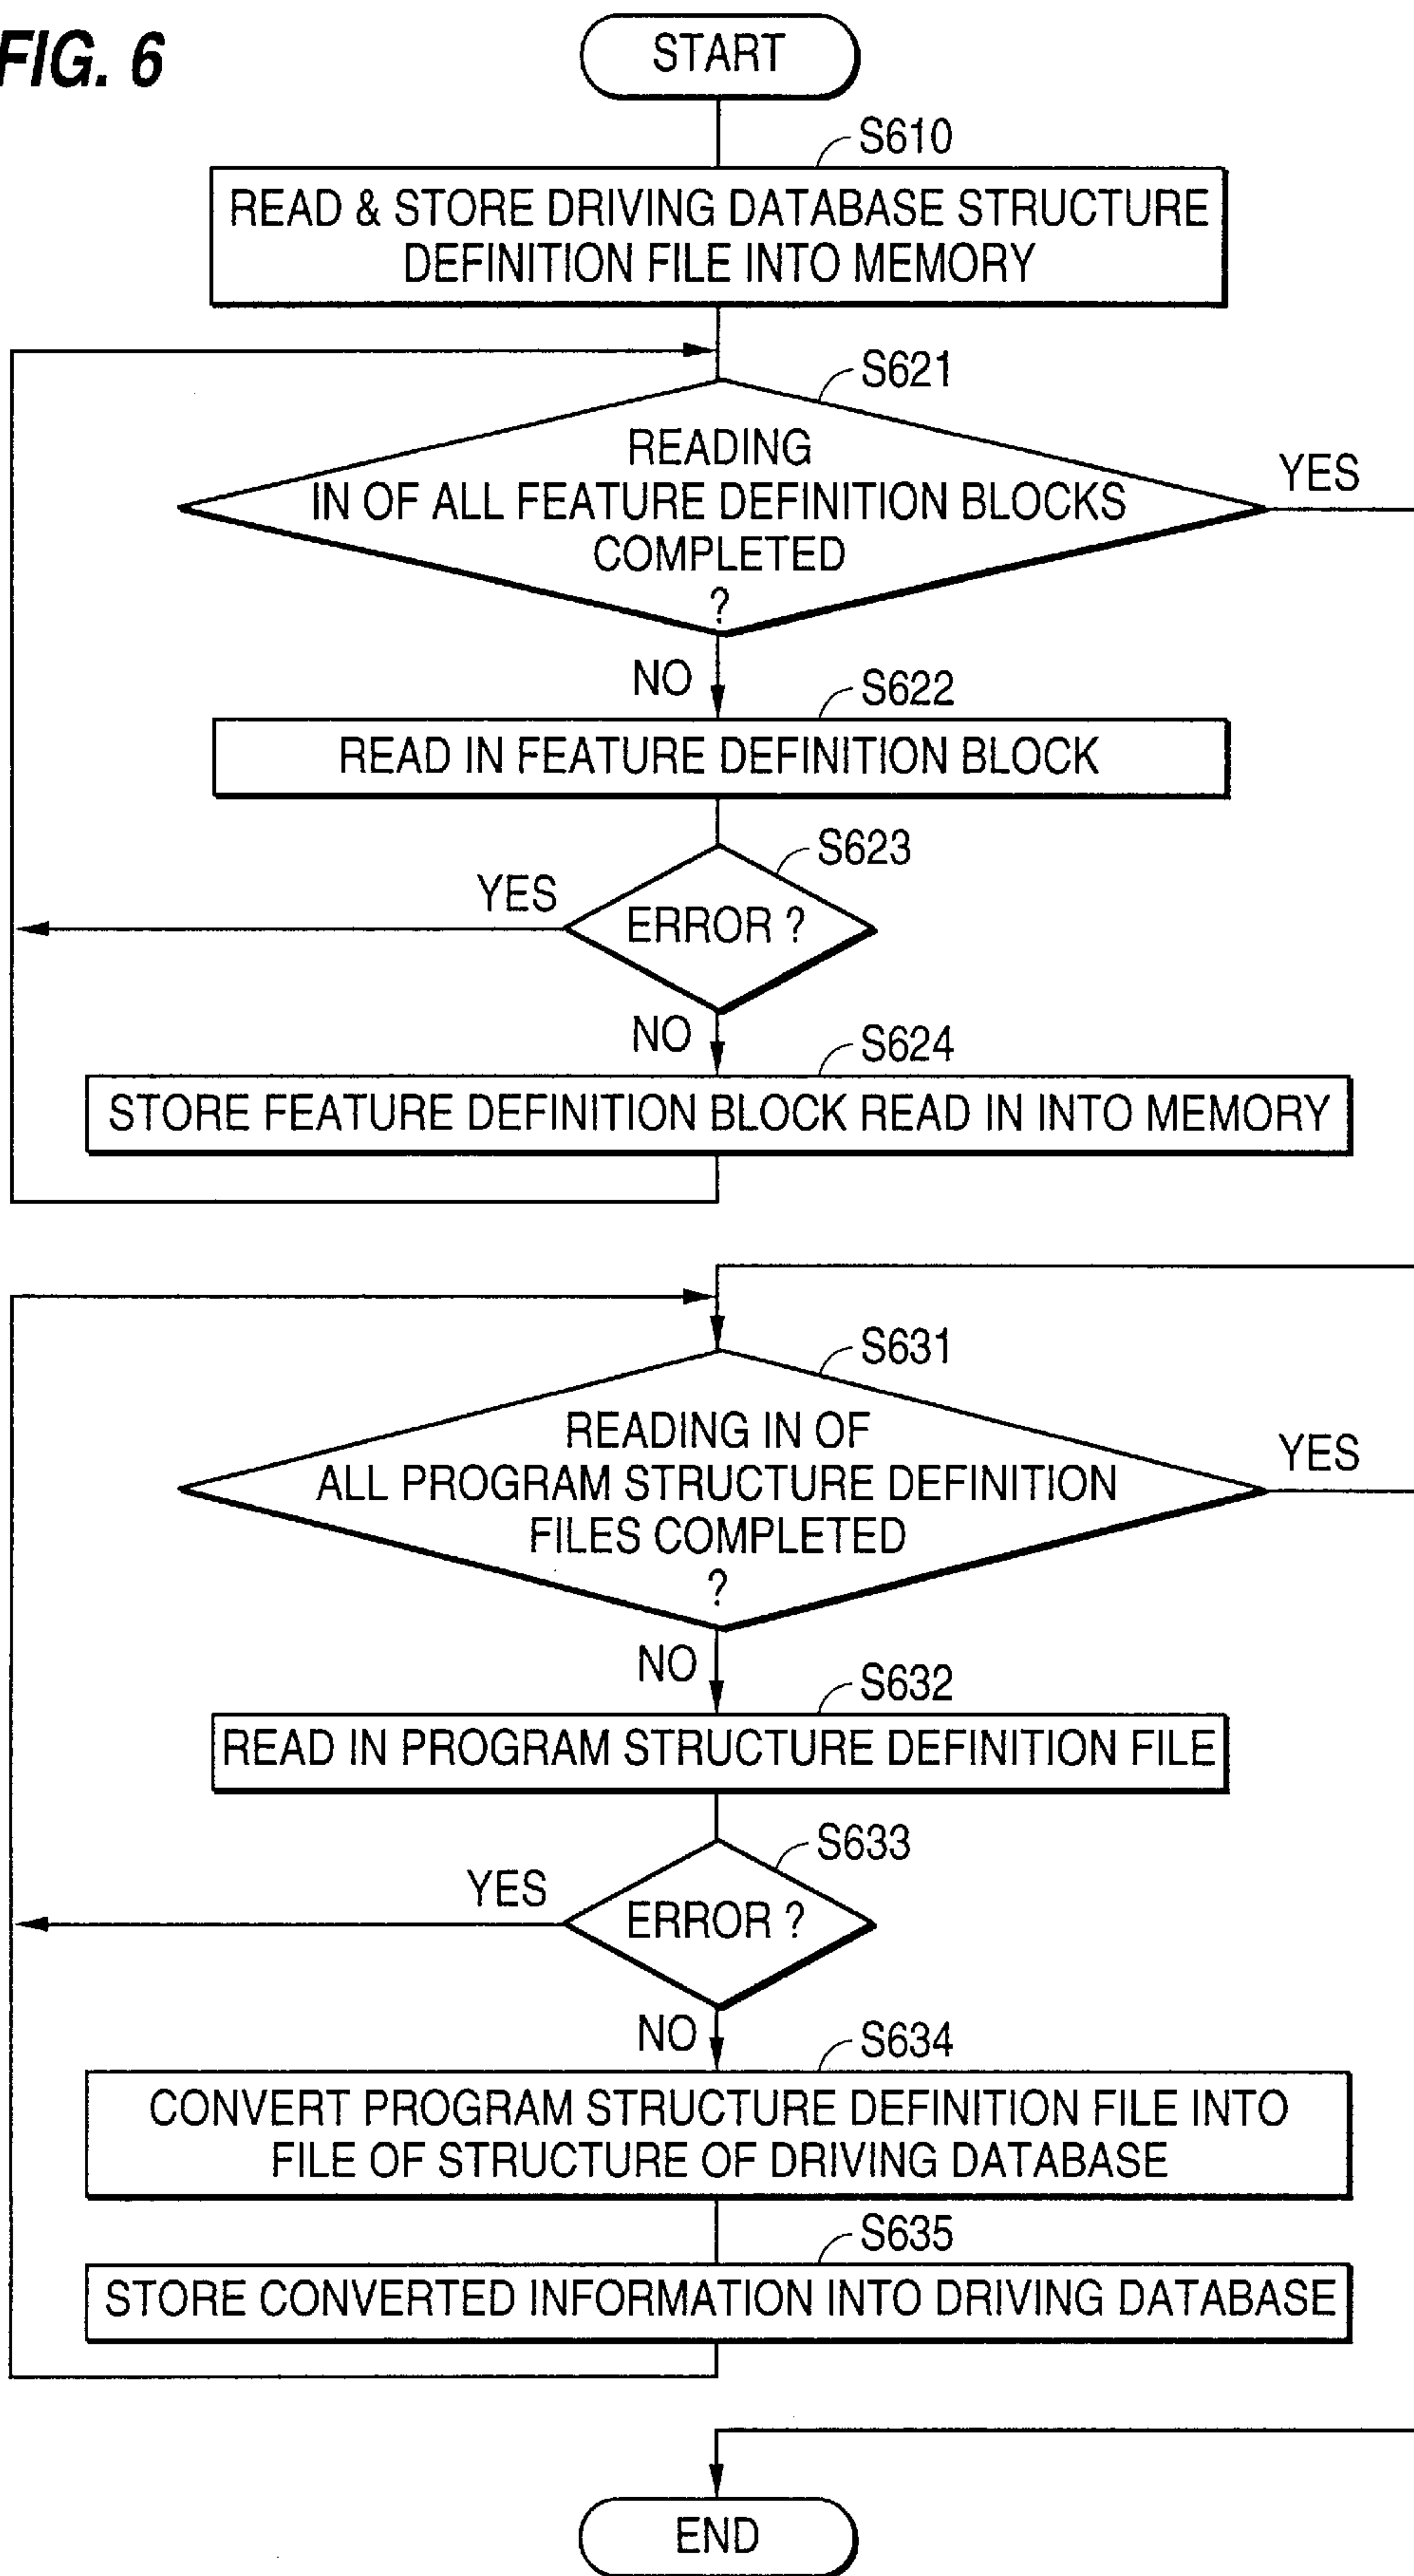 FIG. 6
START
S610
READ & STORE DRIVING DATABASE STRUCTURE
DEFINITION FILE INTO MEMORY
S621
READING
IN OF ALL FEATURE DEFINITION BLOCKS
COMPLETED
?
YES
NO
S622
READ IN FEATURE DEFINITION BLOCK
S623
YES
ERROR ?
NO
S624
STORE FEATURE DEFINITION BLOCK READ IN INTO MEMORY
S631
READING IN OF
ALL PROGRAM STRUCTURE DEFINITION
FILES COMPLETED
?
YES
NO
S632
READ IN PROGRAM STRUCTURE DEFINITION FILE
S633
YES
ERROR ?
NO
S634
CONVERT PROGRAM STRUCTURE DEFINITION FILE INTO
FILE OF STRUCTURE OF DRIVING DATABASE
S635
STORE CONVERTED INFORMATION INTO DRIVING DATABASE
END